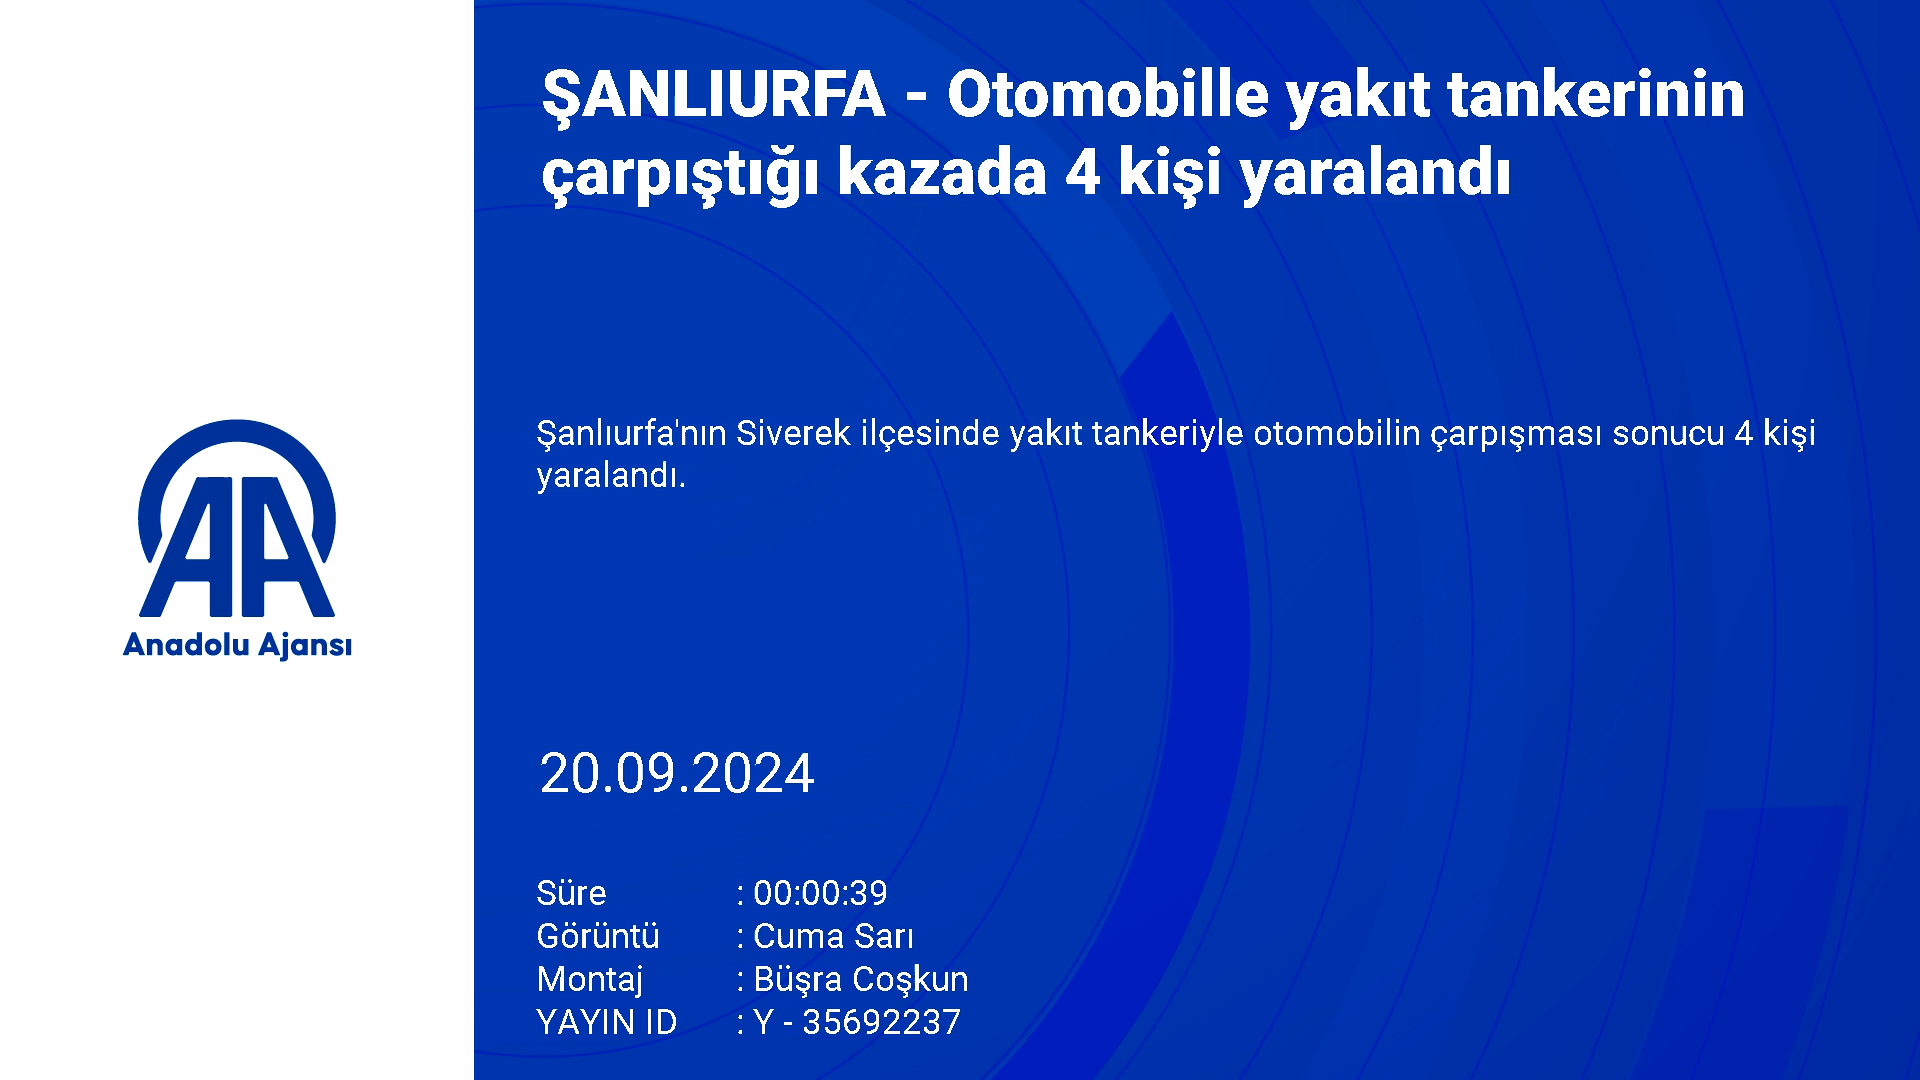 ŞANLIURFA - Otomobille yakıt tankerinin
çarpıştığı kazada 4 kişi yaralandı
Şanlıurfa'nın Siverek ilçesinde yakıt tankeriyle otomobilin çarpışması sonucu 4 kişi
yaralandı.
AA
Anadolu Ajansı
20.09.2024
Süre : 00:00:39
Görüntü : Cuma Sarı
Montaj : Büşra Coşkun
YAYIN ID : Y - 35692237